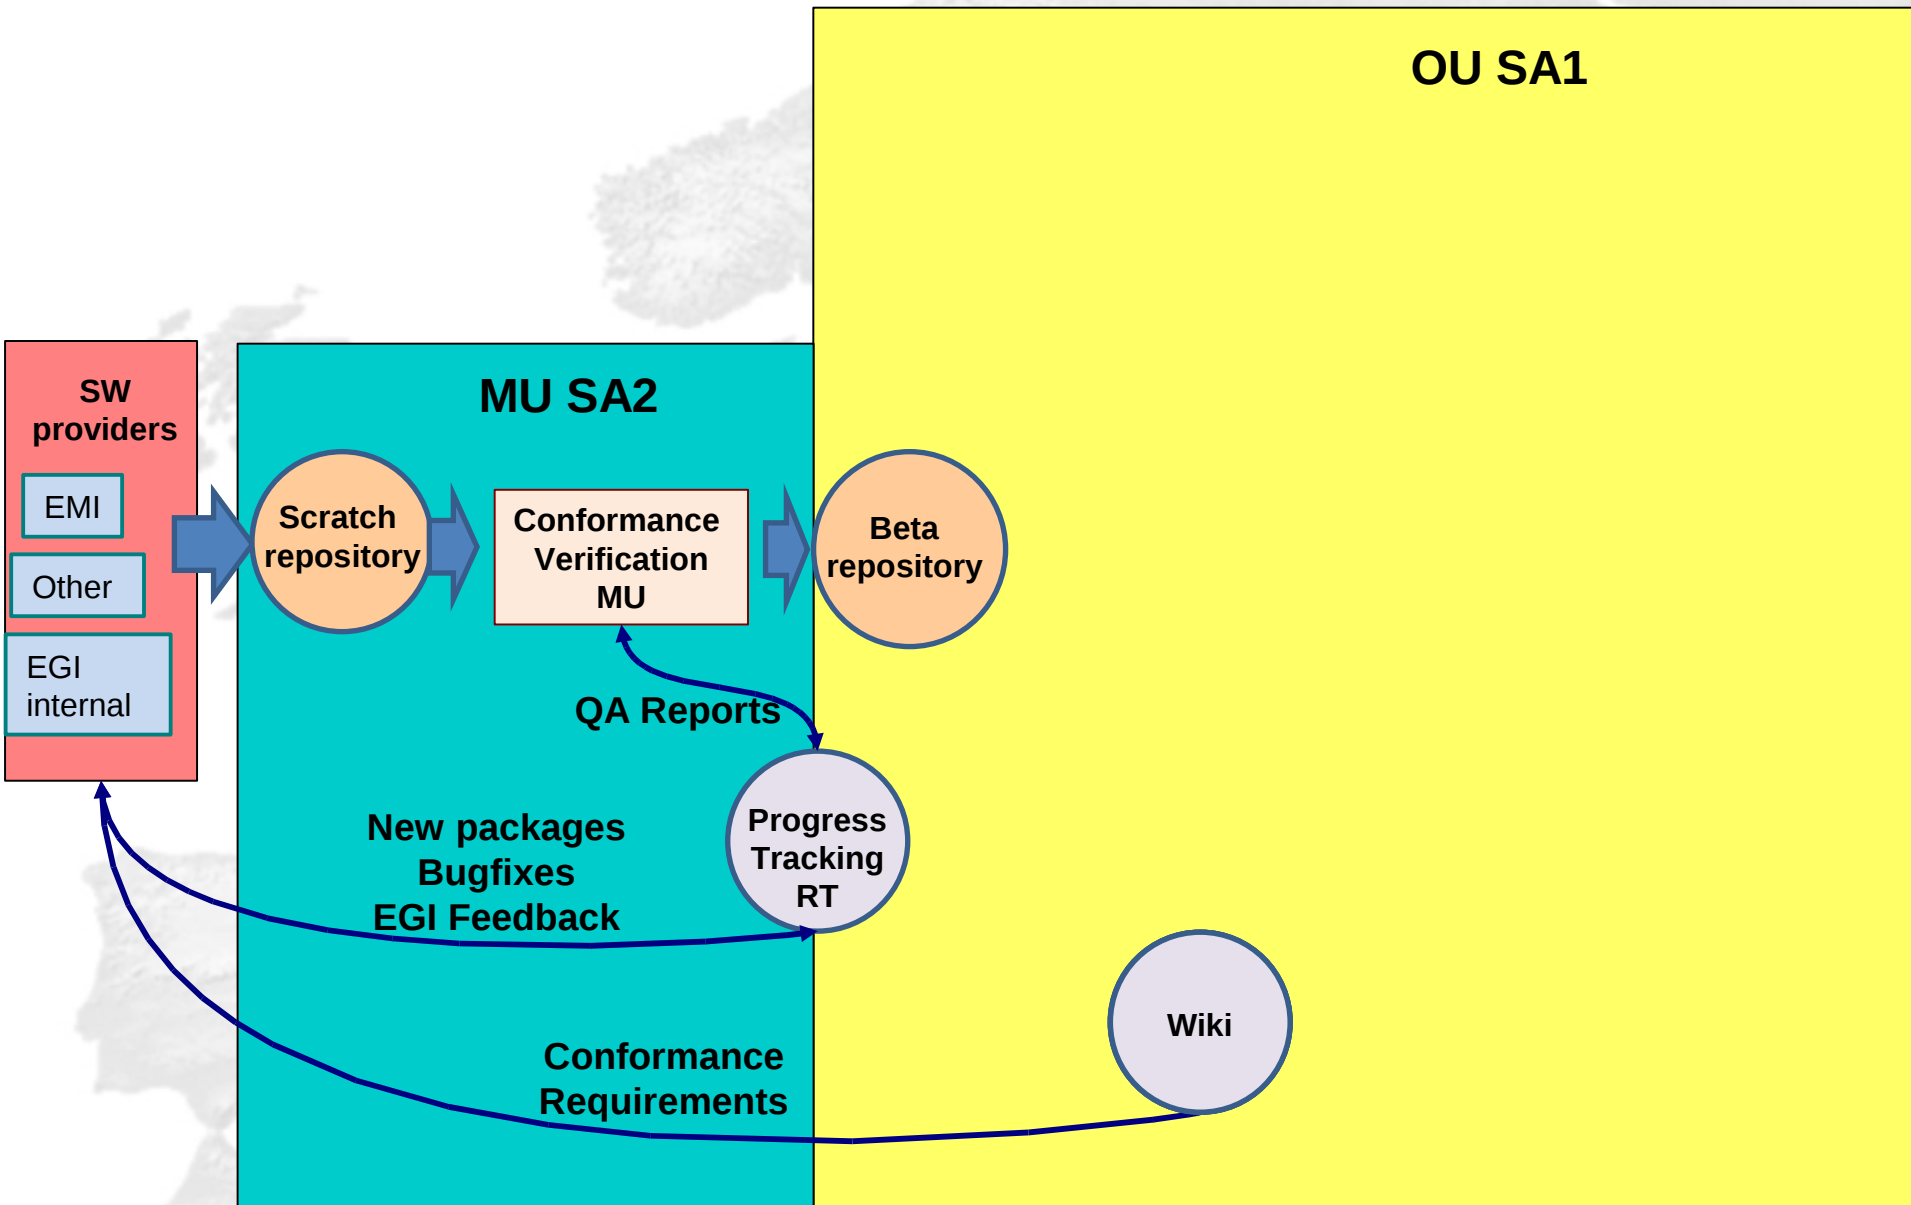 OU SA1
SW
providers
EMI
Other
EGI
internal
MU SA2
Scratch
repository
Conformance
Verification
MU
Beta
repository
QA Reports
New packages
Bugfixes
EGI Feedback
Progress
Tracking
RT
Wiki
Conformance
Requirements